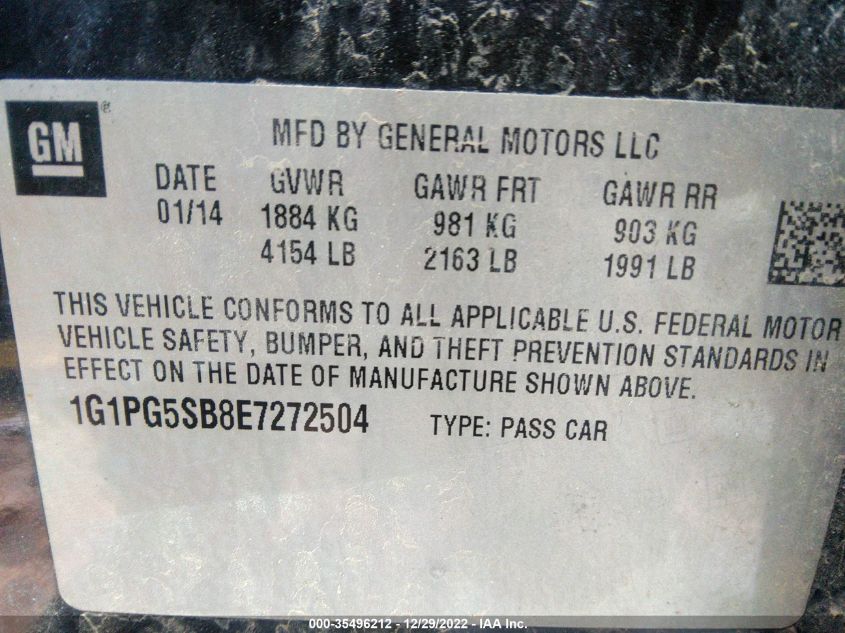 GM®
MFD BY GENERAL MOTORS LLC
DATE GVWR GAWR FRT GAWR RR
01/14 1884 KG 981 KG 903 KG
4154 LB 2163 LB 1991 LB
THIS VEHICLE CONFORMS TO ALL APPLICABLE U.S. FEDERAL MOTOR
VEHICLE SAFETY, BUMPER, AND THEFT PREVENTION STANDARDS IN
EFFECT ON THE DATE OF MANUFACTURE SHOWN ABOVE.
1G1PG5SB8E7272504 TYPE: PASS CAR
000-35496212 - 12/29/2022 - IAA Inc.